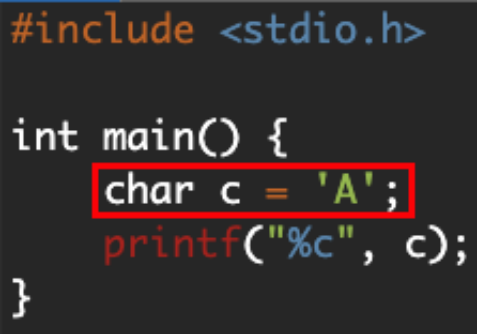 #include <stdio.h>
int main() {
char c = 'A';
printf("%c", c);
}